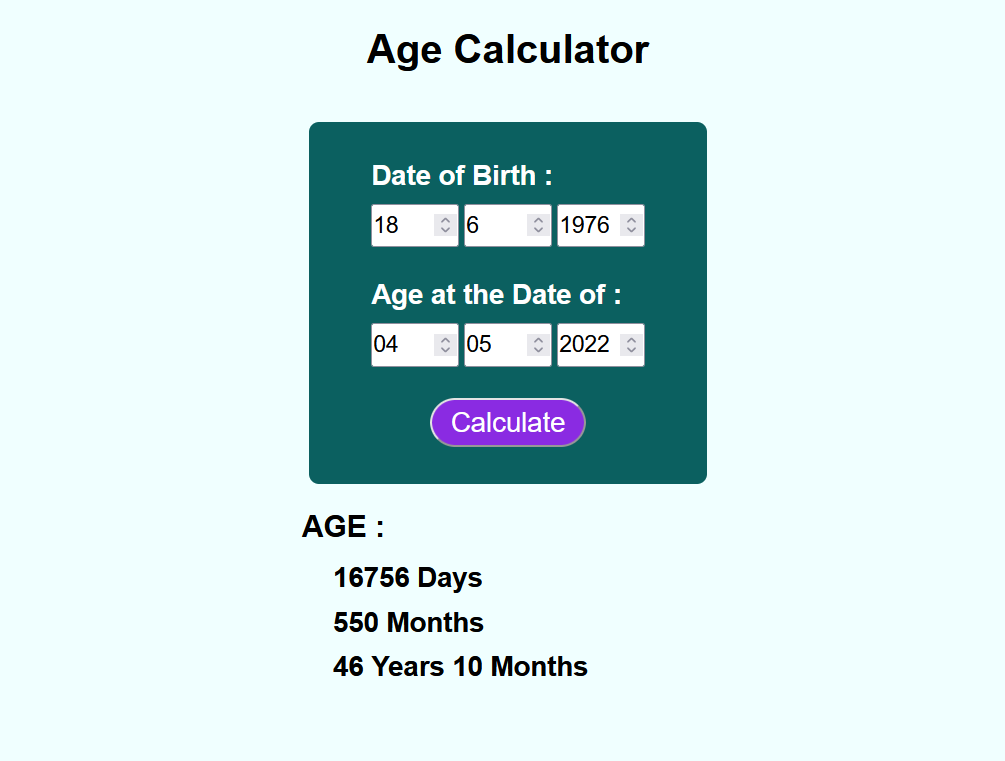 Age Calculator
Date of Birth :
18 6 1976
Age at the Date of :
04 05 2022
Calculate
AGE :
16756 Days
550 Months
46 Years 10 Months